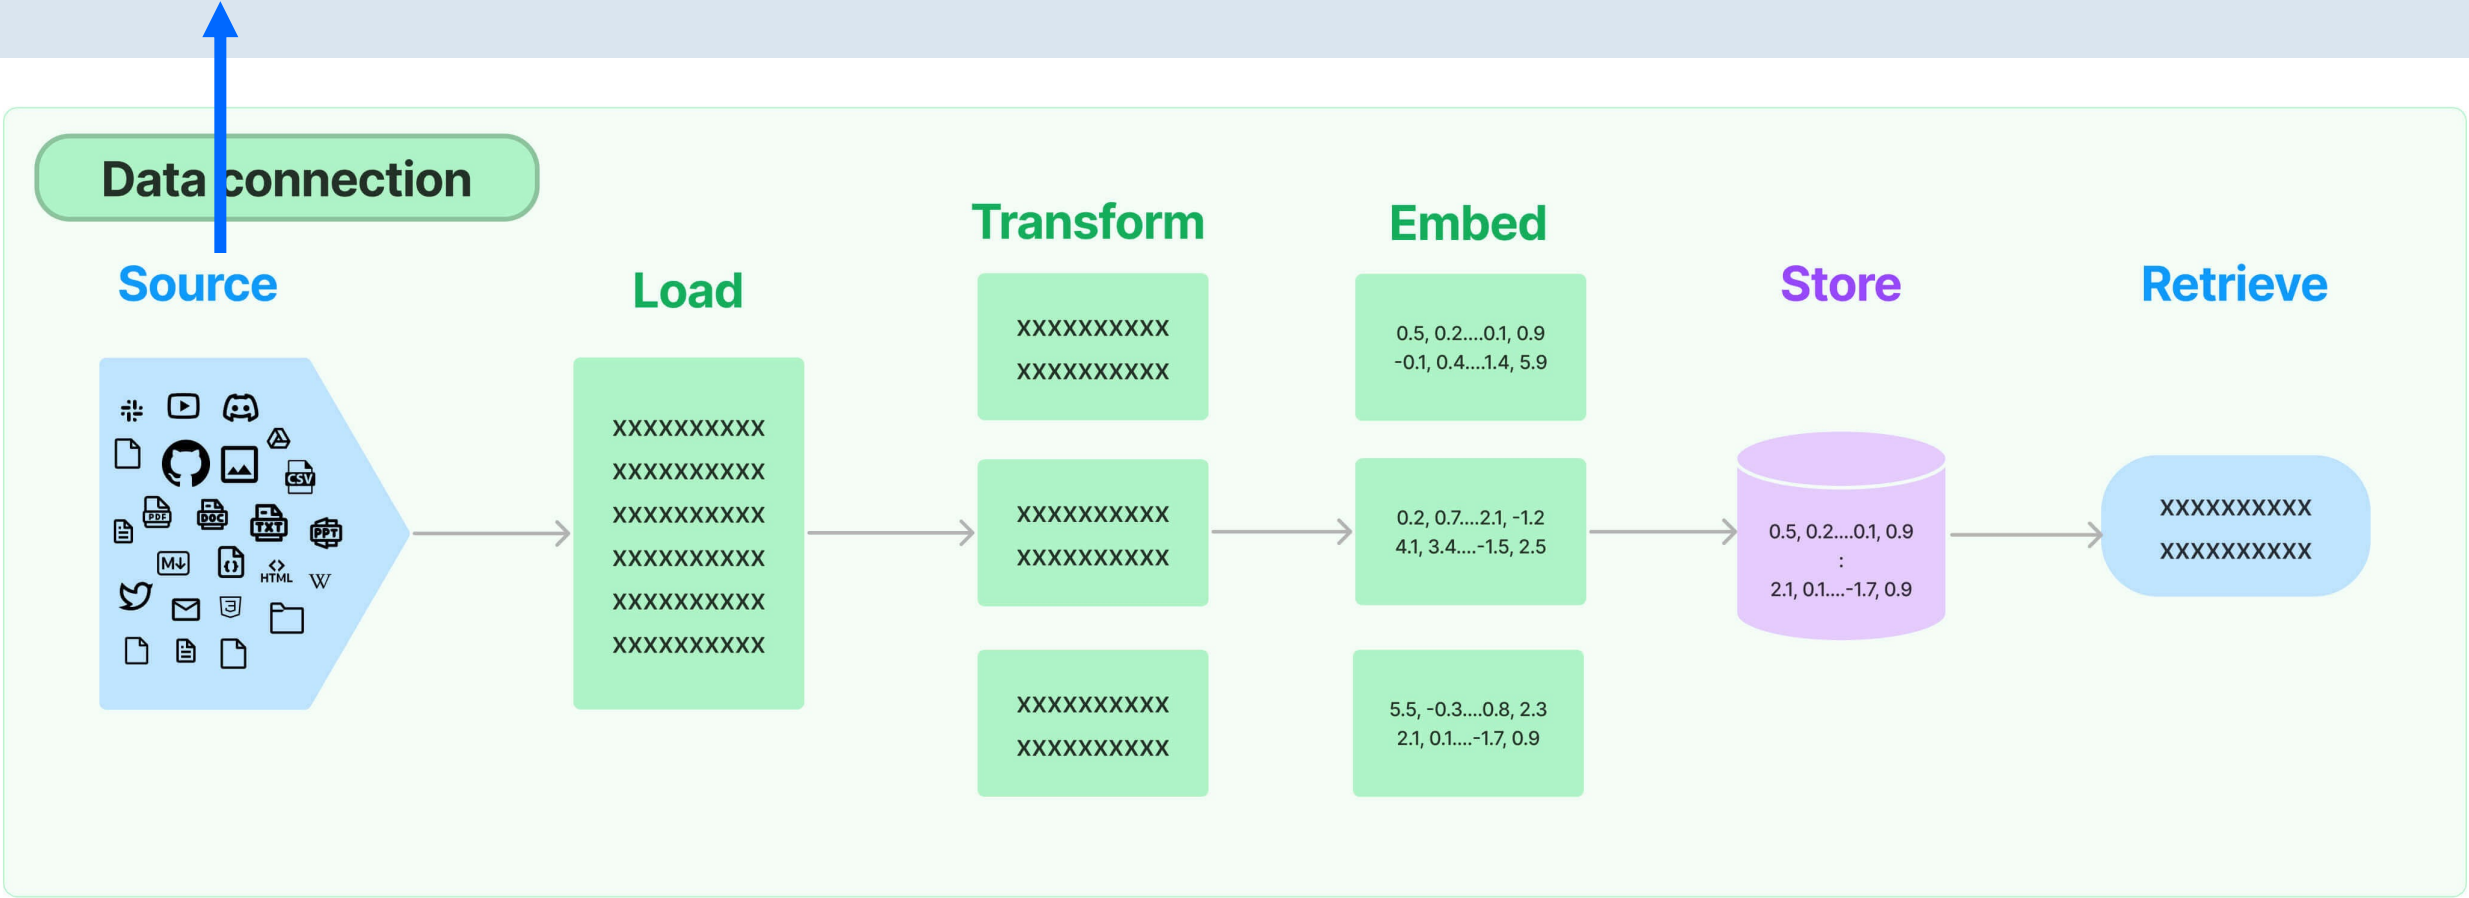 Data connection
Source
Load
Transform
Embed
Store
Retrieve
CSV
PDF
DOC
TXT
PPT
M
HTML
W
3
XXXXXXXXXX
XXXXXXXXXX
XXXXXXXXXX
XXXXXXXXXX
XXXXXXXXXX
XXXXXXXXXX
XXXXXXXXXX
XXXXXXXXXX
XXXXXXXXXX
XXXXXXXXXX
XXXXXXXXXX
XXXXXXXXXX
0.5, 0.2....0.1, 0.9
-0.1, 0.4....1.4, 5.9
0.2, 0.7....2.1, -1.2
4.1, 3.4....-1.5, 2.5
5.5, -0.3....0.8, 2.3
2.1, 0.1....-1.7, 0.9
0.5, 0.2....0.1, 0.9
:
2.1, 0.1....-1.7, 0.9
XXXXXXXXXX
XXXXXXXXXX